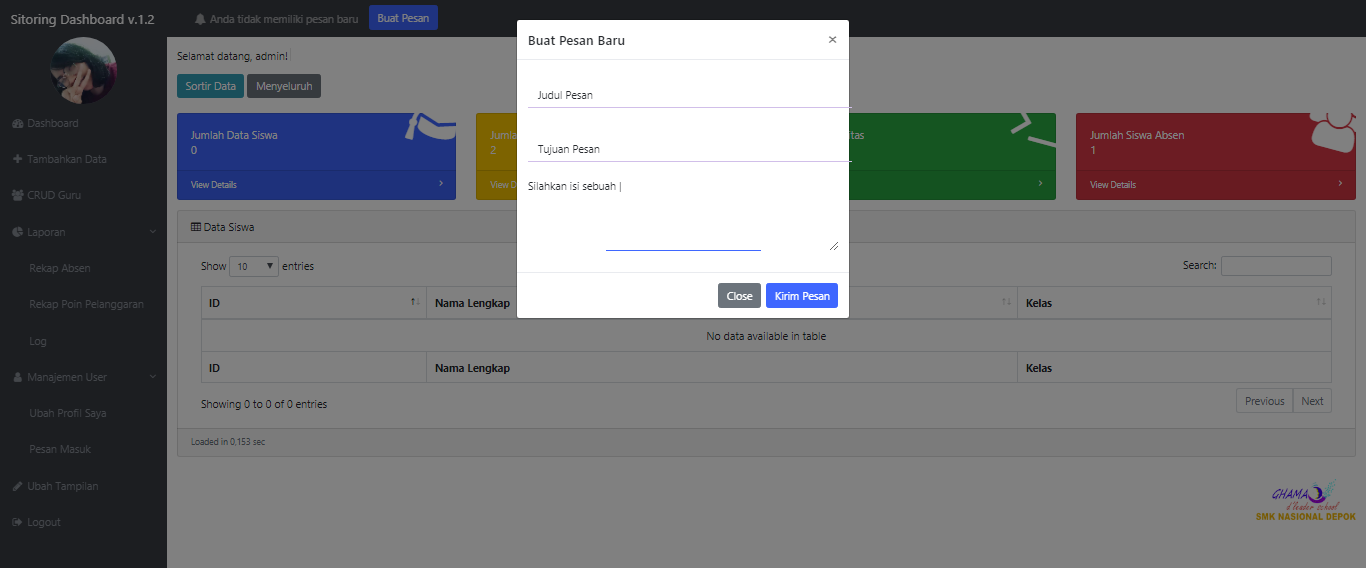 Sitoring Dashboard v.1.2
Anda tidak memiliki pesan baru Buat Pesan
Dashboard
Tambahkan Data
CRUD Guru
Laporan
Rekap Absen
Rekap Poin Pelanggaran
Log
Manajemen User
Ubah Profil Saya
Pesan Masuk
Ubah Tampilan
Logout
Selamat datang, admin!
Sortir Data Menyeluruh
Jumlah Data Siswa
0
View Details
2
View D
itas
Jumlah Siswa Absen
1
View Details
Data Siswa
Show 10 entries
Search:
ID Nama Lengkap Kelas
No data available in table
ID Nama Lengkap Kelas
Showing 0 to 0 of 0 entries
Previous Next
Loaded in 0,153 sec
GHAMA
d'leader school
SMK NASIONAL DEPOK
Buat Pesan Baru ×
Judul Pesan
Tujuan Pesan
Silahkan isi sebuah |
Close Kirim Pesan